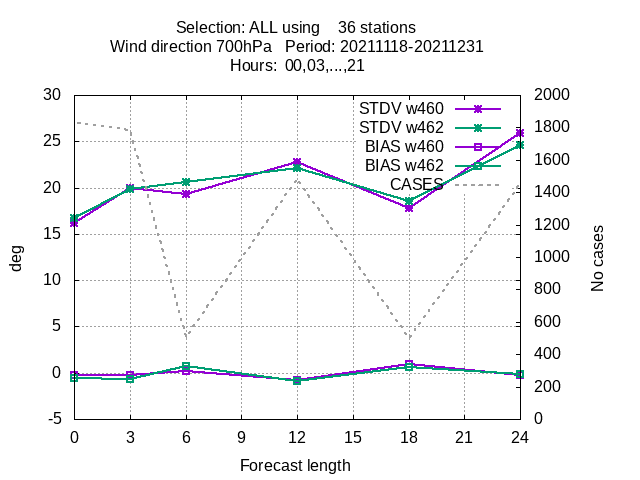 Selection: ALL using    36 stations
Wind direction 700hPa   Period: 20211118-20211231
Hours:  00,03,...,21
STDV w460
STDV w462
BIAS w460
BIAS w462
CASES
deg
30
25
20
15
10
5
0
-5
2000
1800
1600
1400
1200
1000
800
600
400
200
0
No cases
0 3 6 9 12 15 18 21 24
Forecast length